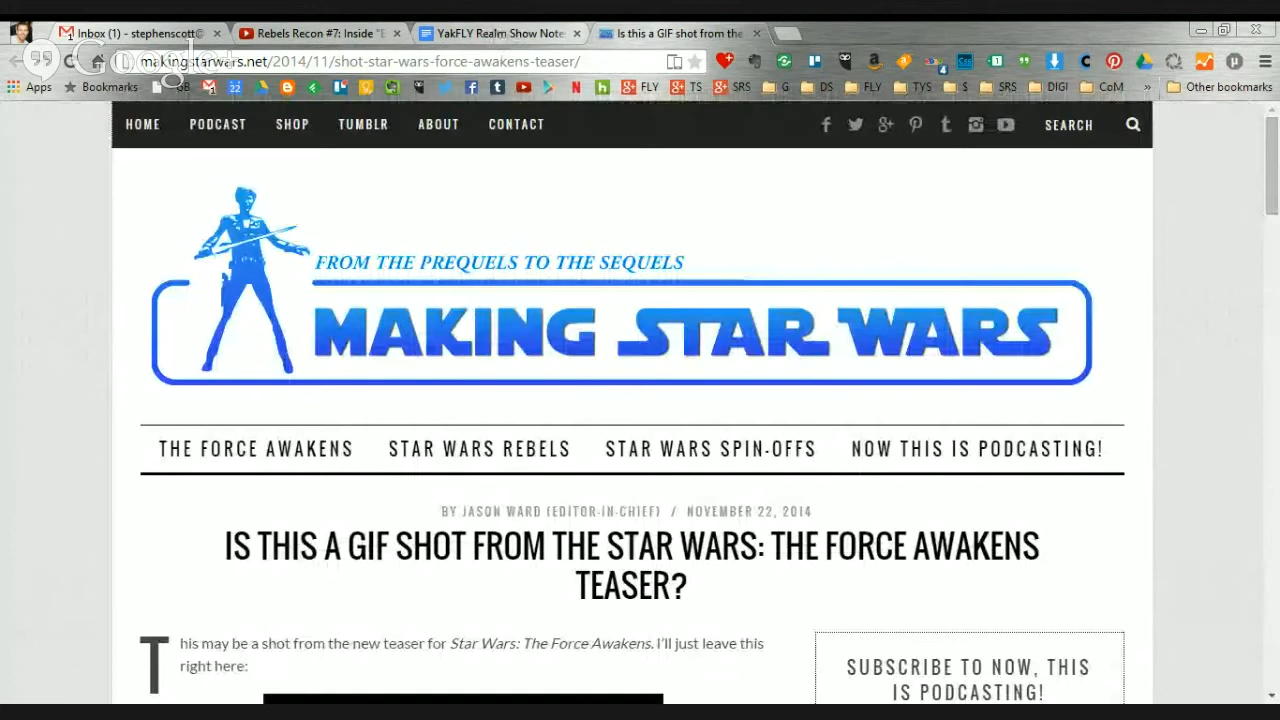 Inbox (1) - stephenscott@
Rebels Recon #7: Inside "E
YakFLY Realm Show Note
Is this a GIF shot from the
Google+
makingstarwars.net/2014/11/shot-star-wars-force-awakens-teaser/
Apps
Bookmarks
GB
FLY
TS
SRS
G
DS
FLY
TYS
$
SRS
DIGI
CoM
»
Other bookmarks
HOME
PODCAST
SHOP
TUMBLR
ABOUT
CONTACT
SEARCH
FROM THE PREQUELS TO THE SEQUELS
MAKING STAR WARS
THE FORCE AWAKENS
STAR WARS REBELS
STAR WARS SPIN-OFFS
NOW THIS IS PODCASTING!
BY JASON WARD (EDITOR-IN-CHIEF) / NOVEMBER 22, 2014
IS THIS A GIF SHOT FROM THE STAR WARS: THE FORCE AWAKENS
TEASER?
This may be a shot from the new teaser for Star Wars: The Force Awakens. I'll just leave this
right here:
SUBSCRIBE TO NOW, THIS
IS PODCASTING!